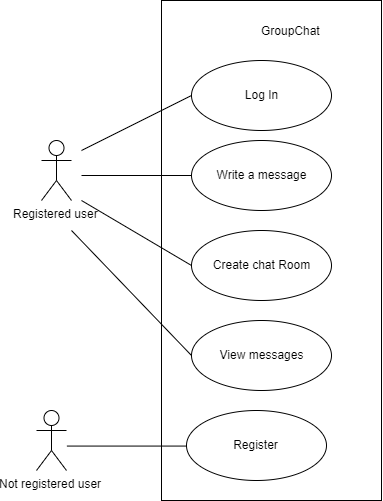 GroupChat
Log In
Write a message
Registered user
Create chat Room
View messages
Register
Not registered user